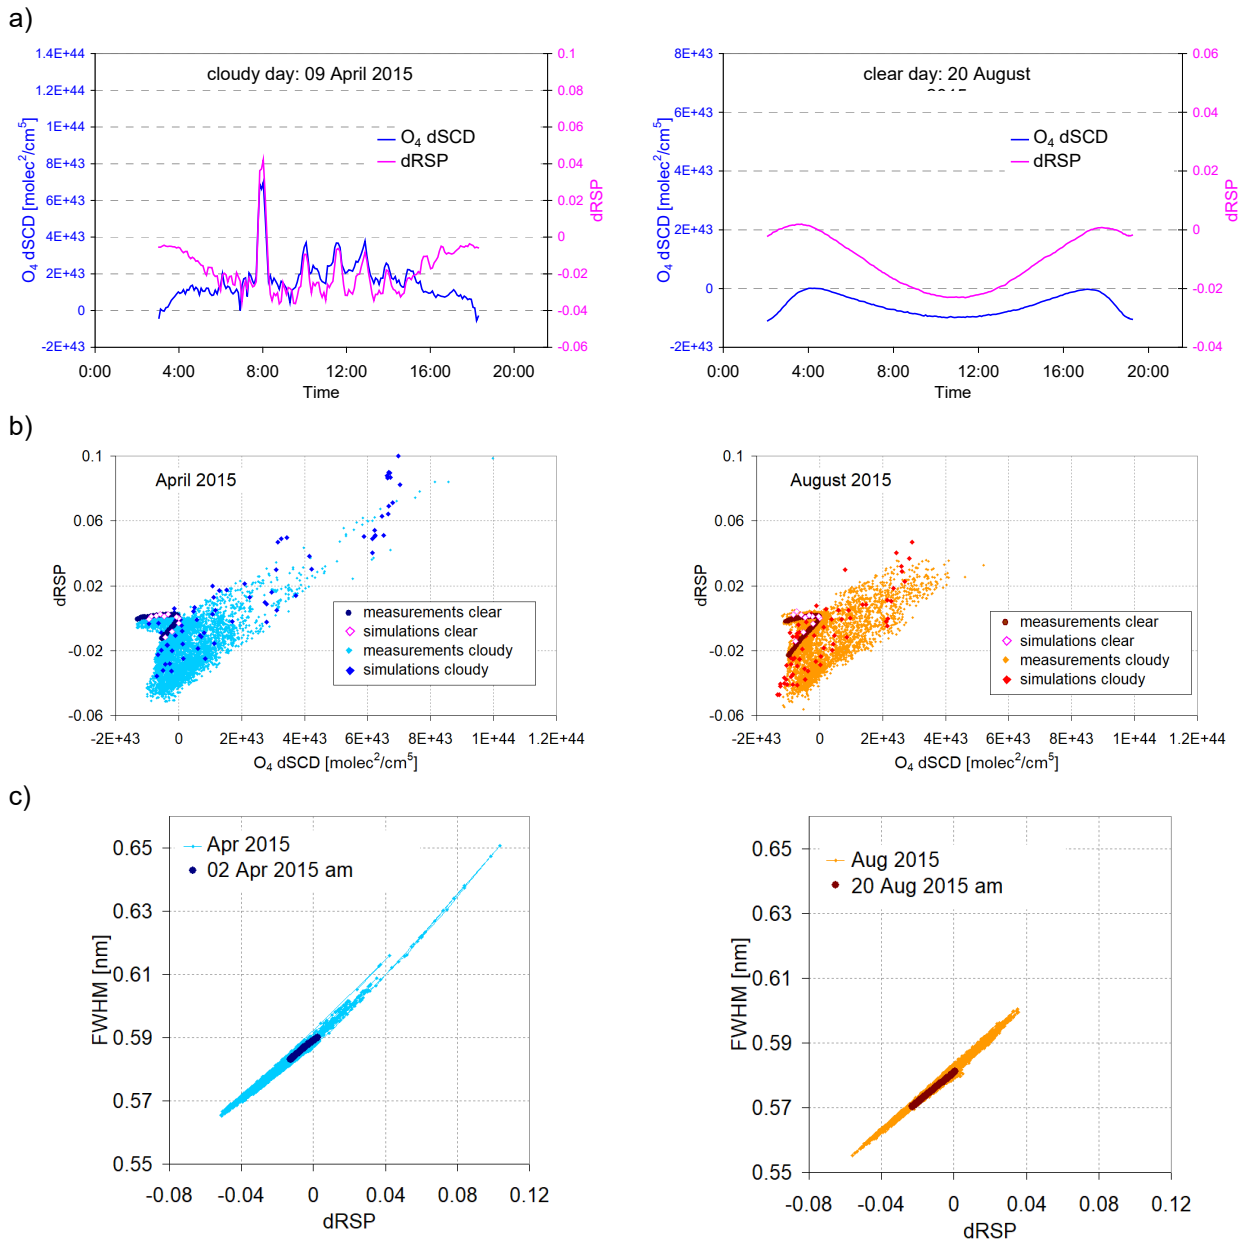 a)
cloudy day: 09 April 2015
O4 dSCD
dRSP
1.4E+44
1.2E+44
1E+44
8E+43
6E+43
4E+43
2E+43
0
-2E+43
O4 dSCD [molec2/cm5]
0.1
0.08
0.06
0.04
0.02
0
-0.02
-0.04
-0.06
dRSP
0:00 4:00 8:00 12:00 16:00 20:00
Time
clear day: 20 August
O4 dSCD
dRSP
8E+43
6E+43
4E+43
2E+43
0
-2E+43
O4 dSCD [molec2/cm5]
0.06
0.04
0.02
0
-0.02
-0.04
dRSP
0:00 4:00 8:00 12:00 16:00 20:00
Time
b)
April 2015
0.1
0.06
0.02
-0.02
-0.06
dRSP
measurements clear
simulations clear
measurements cloudy
simulations cloudy
-2E+43 0 2E+43 4E+43 6E+43 8E+43 1E+44 1.2E+44
O4 dSCD [molec2/cm5]
August 2015
0.1
0.06
0.02
-0.02
-0.06
dRSP
measurements clear
simulations clear
measurements cloudy
simulations cloudy
-2E+43 0 2E+43 4E+43 6E+43 8E+43 1E+44 1.2E+44
O4 dSCD [molec2/cm5]
c)
Apr 2015
02 Apr 2015 am
0.65
0.63
0.61
0.59
0.57
0.55
FWHM [nm]
-0.08 -0.04 0 0.04 0.08 0.12
dRSP
Aug 2015
20 Aug 2015 am
0.65
0.63
0.61
0.59
0.57
0.55
FWHM [nm]
-0.08 -0.04 0 0.04 0.08 0.12
dRSP